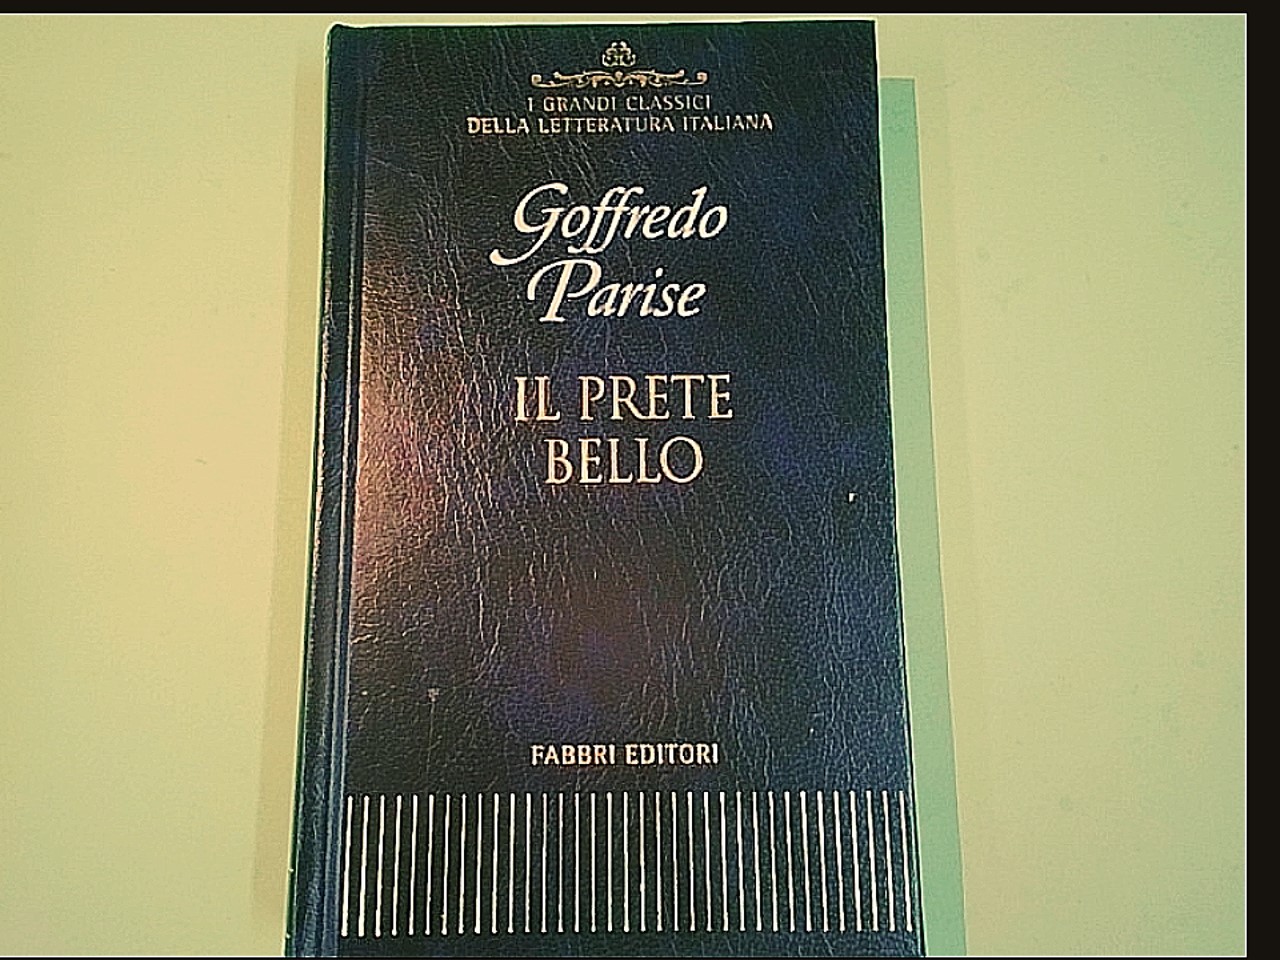 I GRANDI CLASSICI
DELLA LETTERATURA ITALIANA
Goffredo
Parise
IL PRETE
BELLO
FABBRI EDITORI